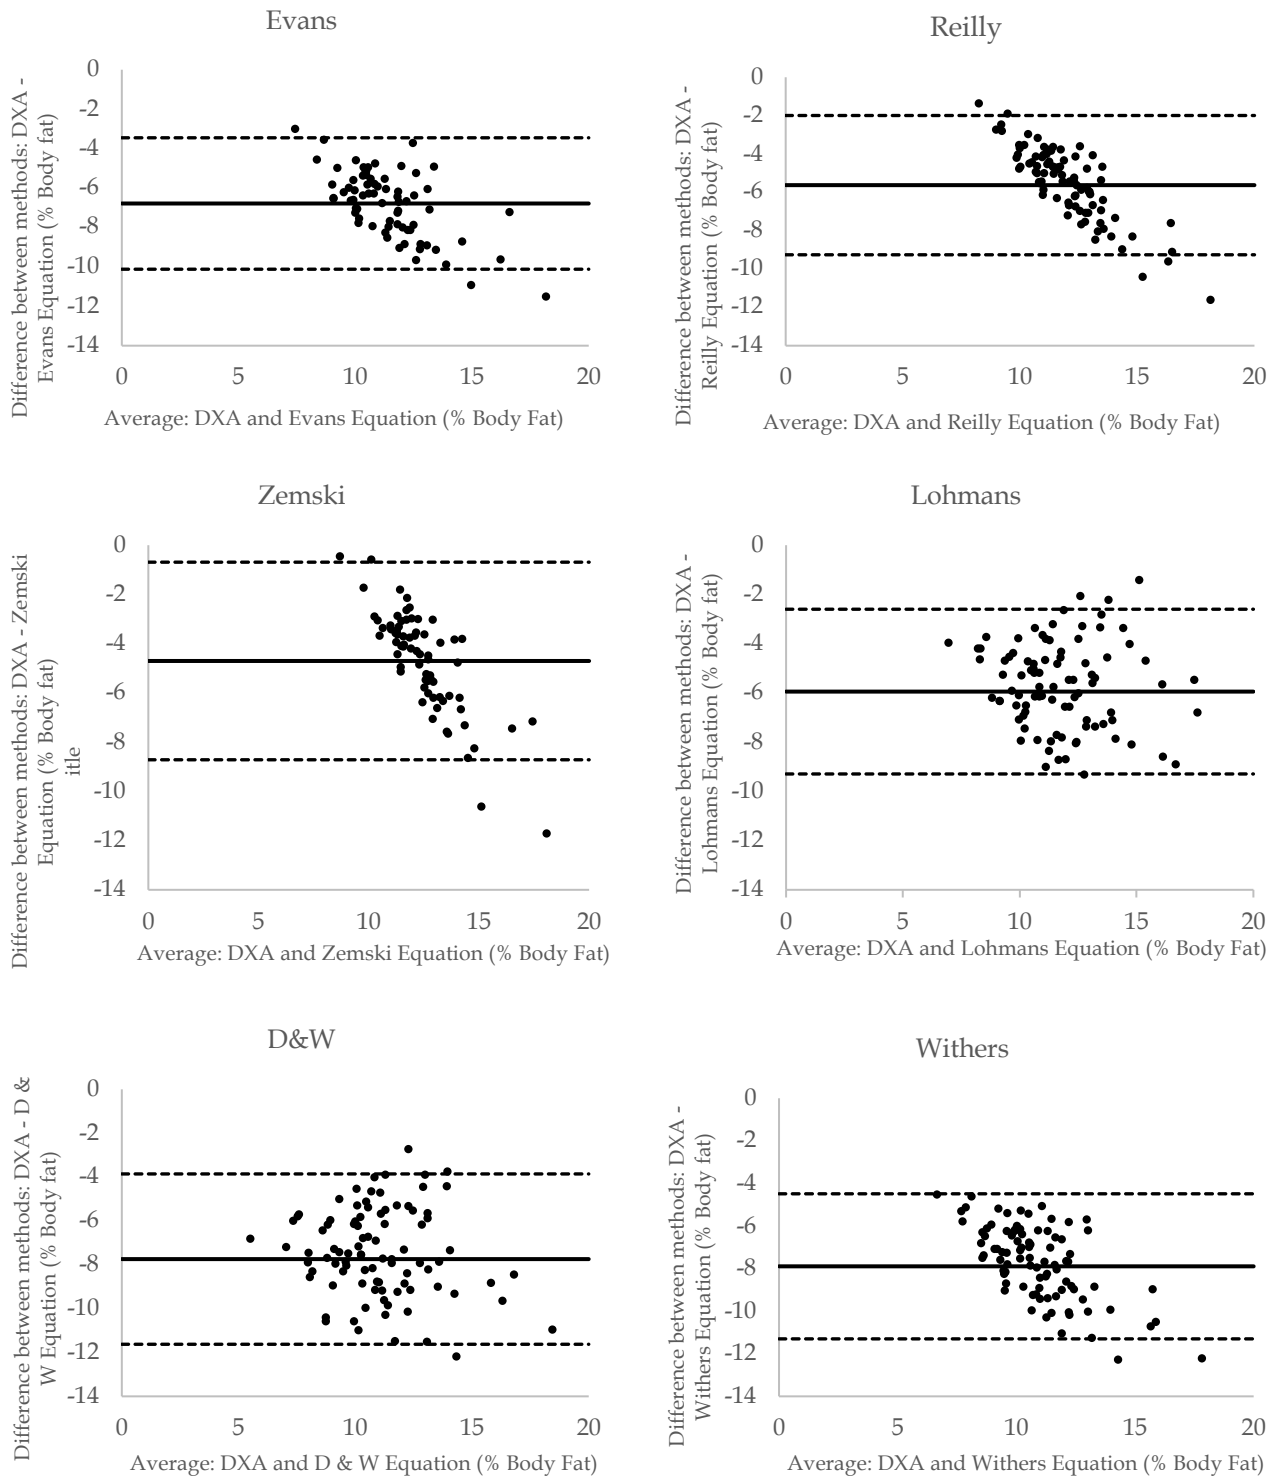 Evans
0
-2
-4
-6
-8
-10
-12
-14
0 5 10 15 20
Difference between methods: DXA -
Evans Equation (% Body fat)
Average: DXA and Evans Equation (% Body Fat)
Reilly
0
-2
-4
-6
-8
-10
-12
-14
0 5 10 15 20
Difference between methods: DXA -
Reilly Equation (% Body fat)
Average: DXA and Reilly Equation (% Body Fat)
Zemski
0
-2
-4
-6
-8
-10
-12
-14
0 5 10 15 20
Difference between methods: DXA - Zemski
Equation (% Body fat)
itle
Average: DXA and Zemski Equation (% Body Fat)
Lohmans
0
-2
-4
-6
-8
-10
-12
-14
0 5 10 15 20
Difference between methods: DXA -
Lohmans Equation (% Body fat)
Average: DXA and Lohmans Equation (% Body Fat)
D&W
0
-2
-4
-6
-8
-10
-12
-14
0 5 10 15 20
Difference between methods: DXA - D &
W Equation (% Body fat)
Average: DXA and D & W Equation (% Body Fat)
Withers
0
-2
-4
-6
-8
-10
-12
-14
0 5 10 15 20
Difference between methods: DXA -
Withers Equation (% Body fat)
Average: DXA and Withers Equation (% Body Fat)